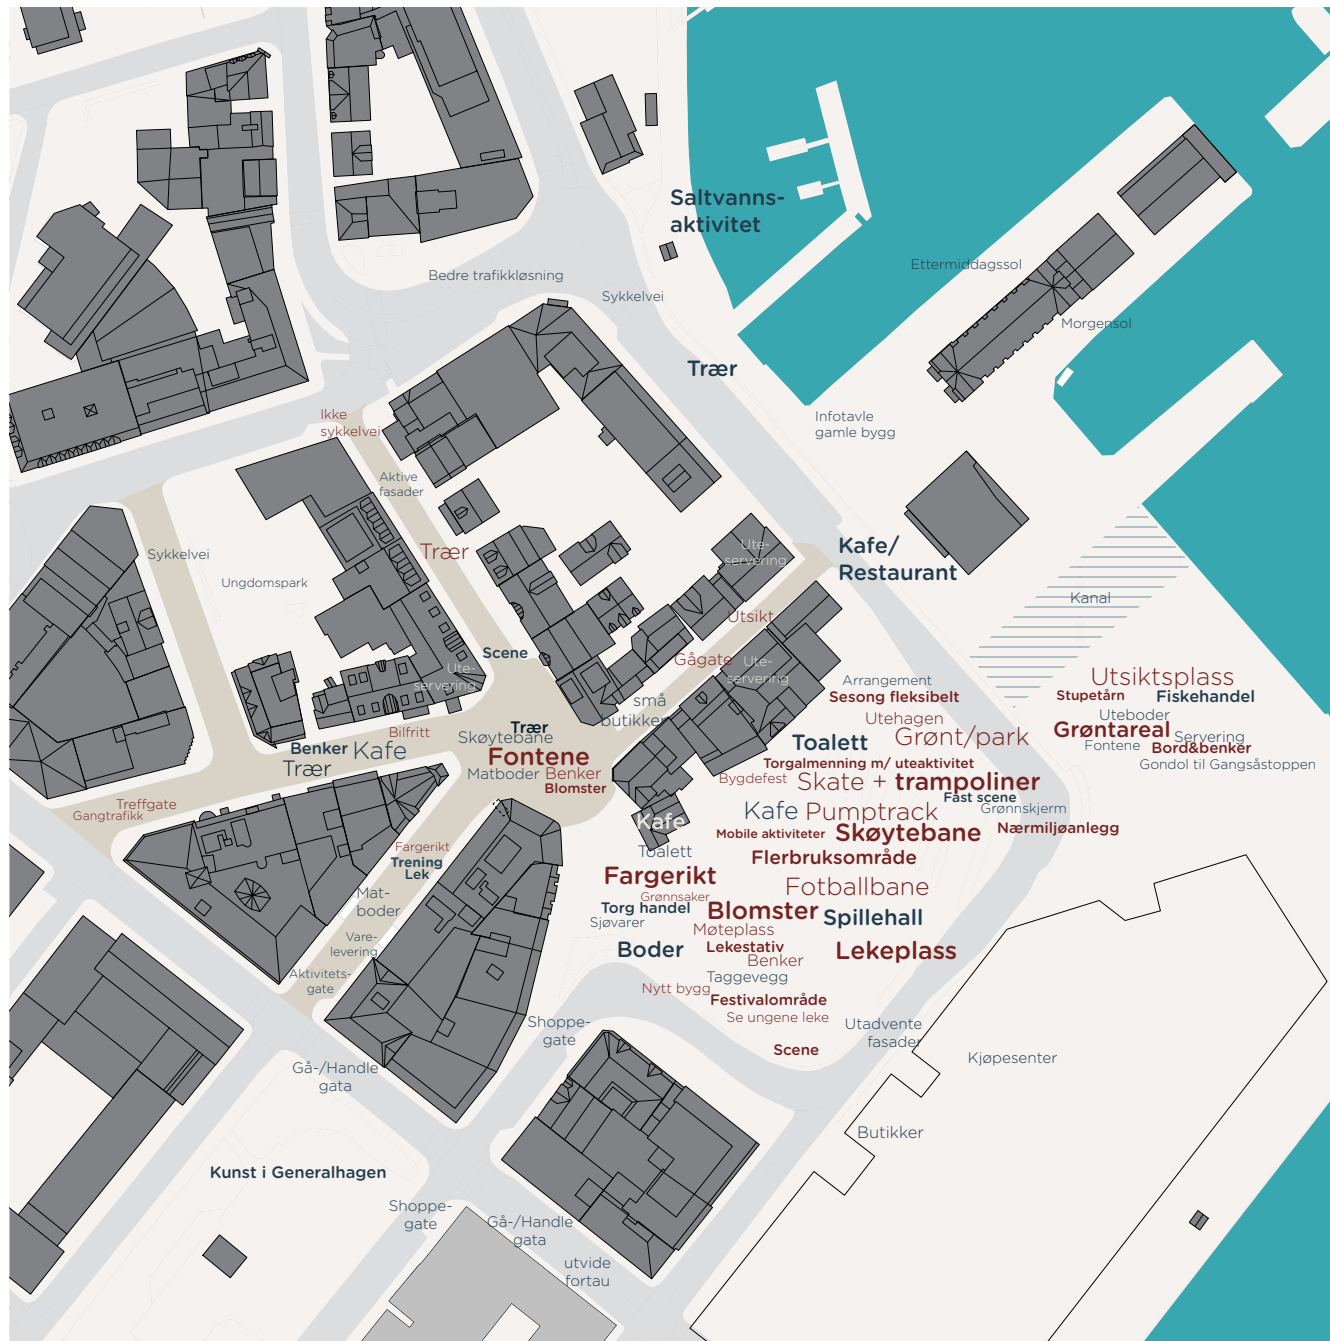 Saltvanns-
aktivitet
Bedre trafikkløsning
Sykkelvei
Ettermiddagssol
Morgensol
Trær
Infotavle
gamle bygg
Ikke
sykkelvei
Aktive
fasader
Trær
Sykkelvei
Ungdomspark
Kafe/
Restaurant
Ute-
servering
Kanal
Utsikt
Gågate
Scene
Ute-
servering
Ute-
servering
små
butikker
Arrangement
Sesong fleksibelt
Utehagen
Grønt/park
Toalett
Torgalmenning m/ uteaktivitet
Bygdefest
Skate + trampoliner
Fast scene
Grønnskjerm
Kafe
Pumptrack
Mobile aktiviteter
Skøytebane
Nærmiljøanlegg
Flerbruksområde
Utsiktsplass
Stupetårn
Fiskehandel
Uteboder
Grøntareal
Servering
Fontene
Bord&benker
Gondol til Gangsåstoppen
Trær
Skøytebane
Fontene
Matboder
Benker
Blomster
Bilfritt
Benker
Kafe
Trær
Treffgate
Gangtrafikk
Fargerikt
Trening
Lek
Mat-
boder
Vare-
levering
Aktivitets-
gate
Kafe
Toalett
Fargerikt
Grønnsaker
Torg handel
Sjøvarer
Boder
Fotballbane
Blomster
Spillehall
Møteplass
Lekestativ
Benker
Lekeplass
Taggevegg
Nytt bygg
Festivalområde
Se ungene leke
Scene
Utadvente
fasader
Shoppe-
gate
Kjøpesenter
Gå-/Handle
gata
Butikker
Kunst i Generalhagen
Shoppe-
gate
Gå-/Handle
gata
utvide
fortau